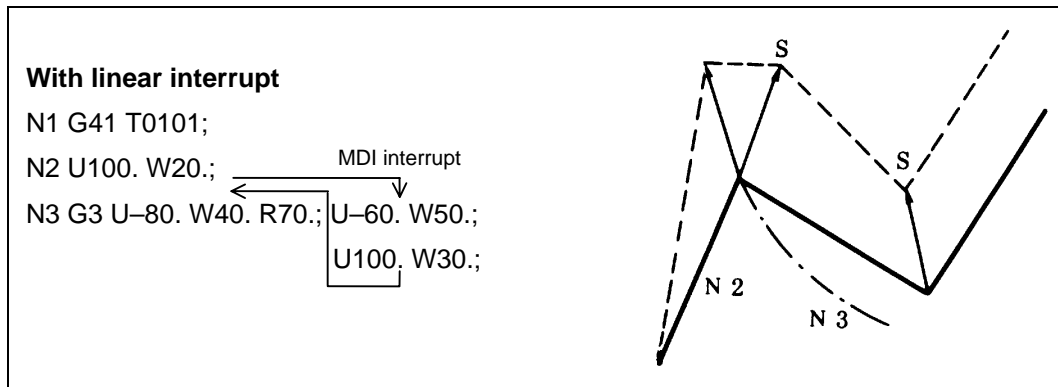 With linear interrupt
N1 G41 T0101;
N2 U100. W20.;
MDI interrupt
N3 G3 U–80. W40. R70.; U–60. W50.;
U100. W30.;
S
S
N 2
N 3